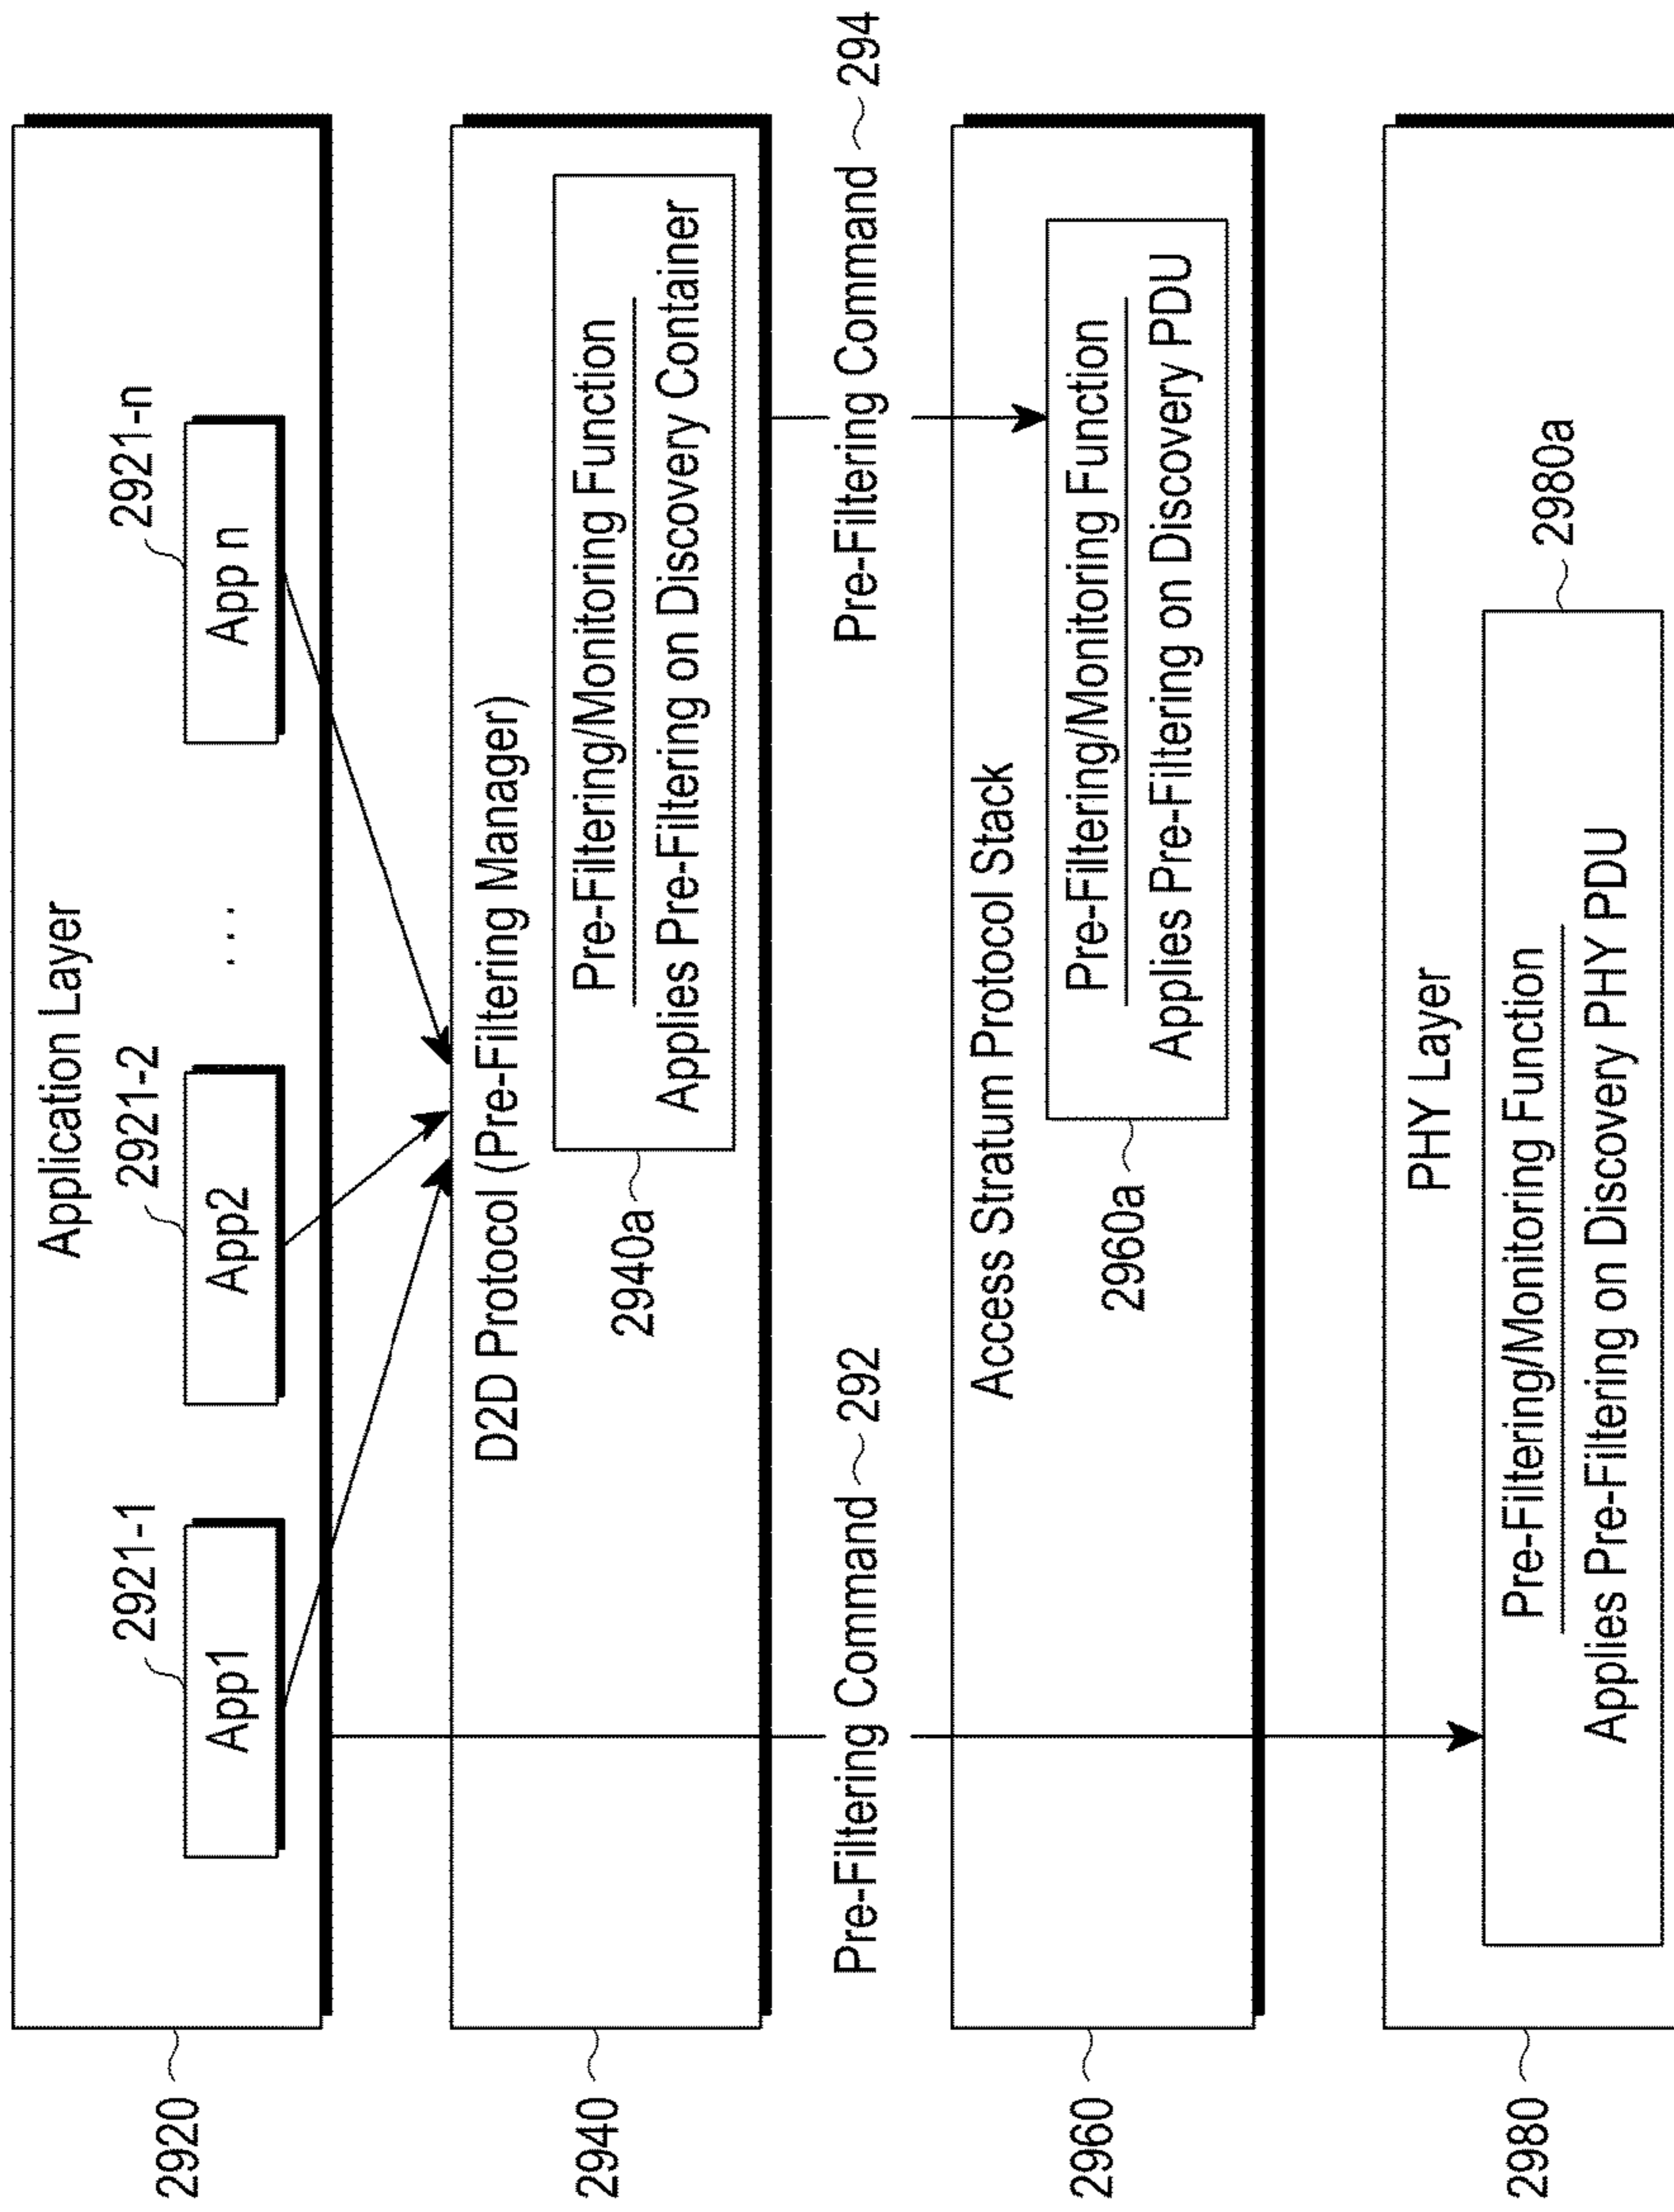 Application Layer
2921-1
2921-2
2921-n
App1
App2
. . .
App n
2920
D2D Protocol (Pre-Filtering Manager)
Pre-Filtering/Monitoring Function
Applies Pre-Filtering on Discovery Container
2940a
2940
Pre-Filtering Command 292
Pre-Filtering Command 294
Access Stratum Protocol Stack
Pre-Filtering/Monitoring Function
Applies Pre-Filtering on Discovery PDU
2960a
2960
PHY Layer
Pre-Filtering/Monitoring Function
Applies Pre-Filtering on Discovery PHY PDU
2980a
2980